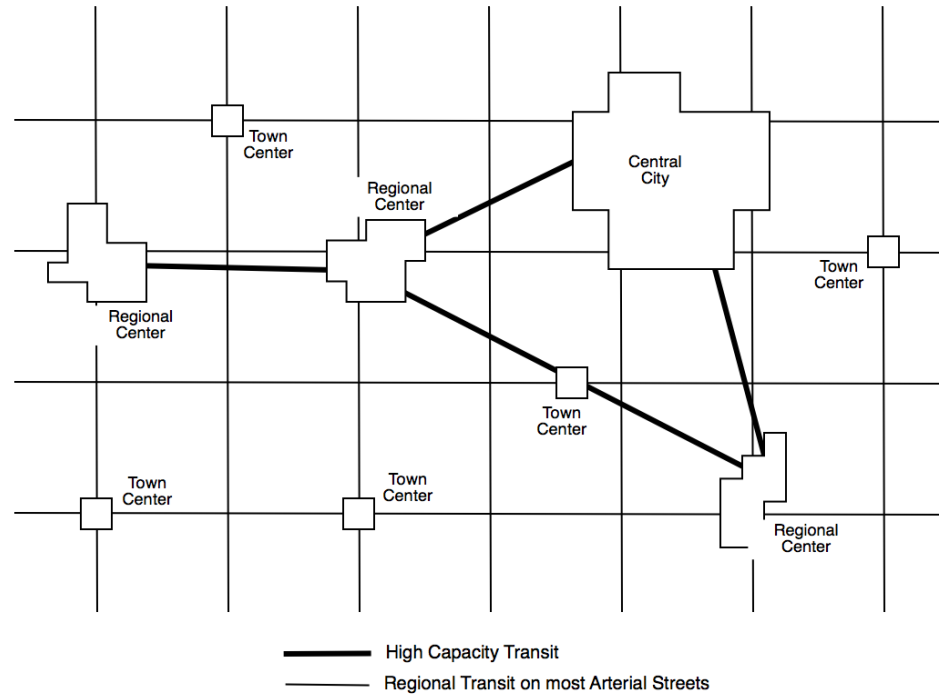 Town
Center
Regional
Center
Central
City
Town
Center
Regional
Center
Town
Center
Town
Center
Town
Center
Regional
Center
High Capacity Transit
Regional Transit on most Arterial Streets